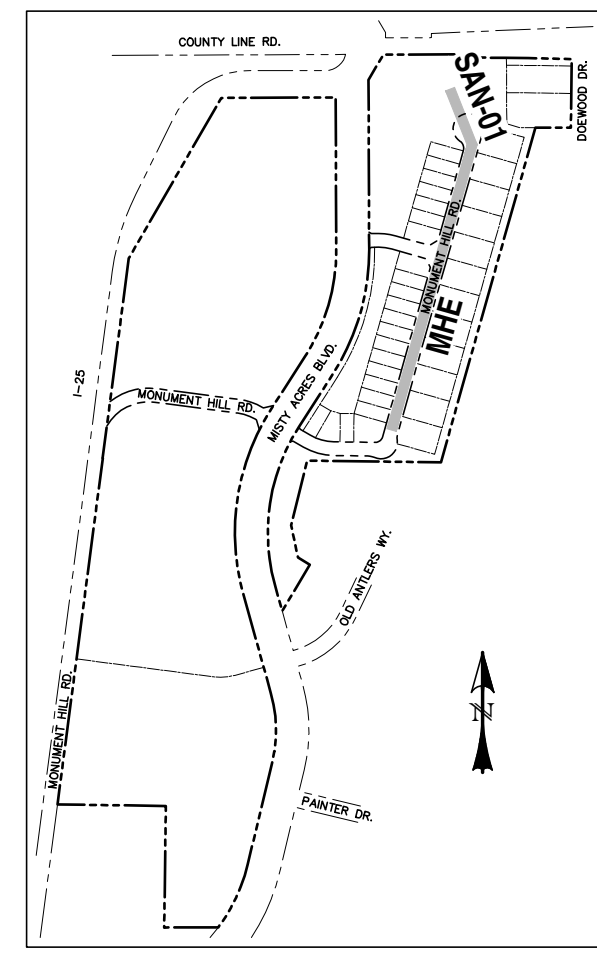 COUNTY LINE RD.
SAN-01
DOEWOOD DR.
MONUMENT HILL RD.
MHE
I-25
MONUMENT HILL RD.
MISTY ACRES BLVD.
OLD ANTLERS WY.
MONUMENT HILL RD.
N
PAINTER DR.